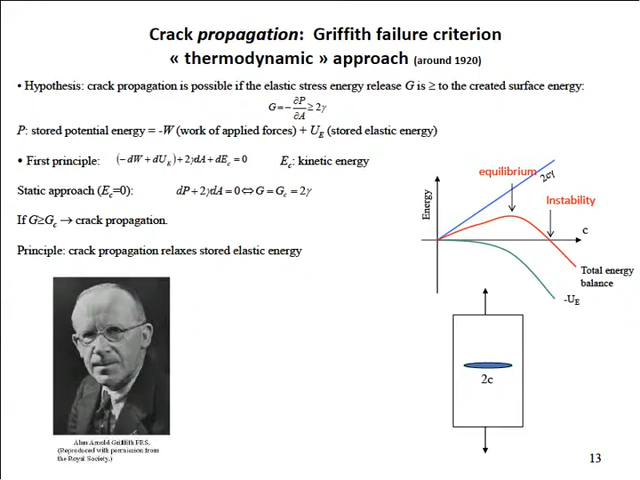 Crack propagation: Griffith failure criterion
« thermodynamic » approach (around 1920)
• Hypothesis: crack propagation is possible if the elastic stress energy release G is ≥ to the created surface energy:
G = − ∂P/∂A ≥ 2γ
P: stored potential energy = -W (work of applied forces) + U_E (stored elastic energy)
• First principle: (−dW + dU_E) + 2γdA + dE_c = 0 E_c: kinetic energy
Static approach (E_c=0) dP + 2γdA = 0 ⇔ G = G_c = 2γ
If G≥G_c → crack propagation.
Principle: crack propagation relaxes stored elastic energy
Energy
equilibrium
2cγ
Instability
c
Total energy
balance
-U_E
2c
Alan Arnold Griffith FRS.
(Reproduced with permission from
the Royal Society.)
13